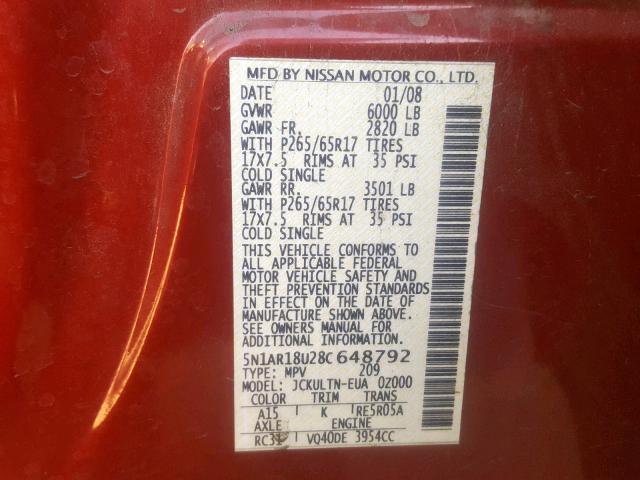 MFD BY NISSAN MOTOR CO., LTD.
DATE 01/08
GVWR 6000 LB
GAWR FR. 2820 LB
WITH P265/65R17 TIRES
17X7.5 RIMS AT 35 PSI
COLD SINGLE
GAWR RR. 3501 LB
WITH P265/65R17 TIRES
17X7.5 RIMS AT 35 PSI
COLD SINGLE
THIS VEHICLE CONFORMS TO
ALL APPLICABLE FEDERAL
MOTOR VEHICLE SAFETY AND
THEFT PREVENTION STANDARDS
IN EFFECT ON THE DATE OF
MANUFACTURE SHOWN ABOVE.
SEE OWNERS MANUAL FOR
ADDITIONAL INFORMATION
5N1AR18U28C 648792
TYPE: MPV 209
MODEL: JCKULTN-EUA 0Z000
COLOR TRIM TRANS
A15 K RE5R05A
AXLE ENGINE
RC31 VQ40DE 3954CC